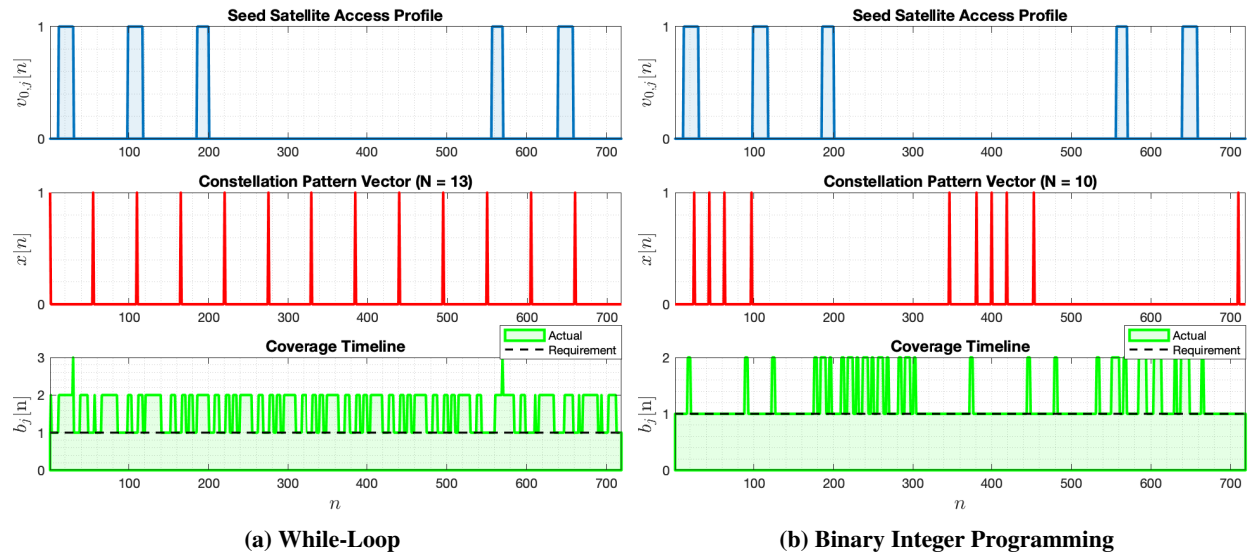 Seed Satellite Access Profile
1
0
v₀,ⱼ[n]
100 200 300 400 500 600 700
Constellation Pattern Vector (N = 13)
1
0
x[n]
100 200 300 400 500 600 700
Actual
Requirement
Coverage Timeline
3
2
1
0
bⱼ[n]
100 200 300 400 500 600 700
n
(a) While-Loop
Seed Satellite Access Profile
1
0
v₀,ⱼ[n]
100 200 300 400 500 600 700
Constellation Pattern Vector (N = 10)
1
0
x[n]
100 200 300 400 500 600 700
Actual
Requirement
Coverage Timeline
2
1
0
bⱼ[n]
100 200 300 400 500 600 700
n
(b) Binary Integer Programming